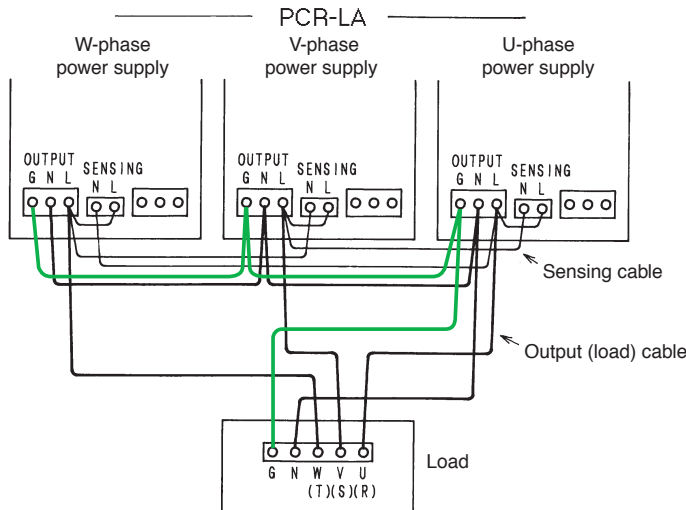 PCR-LA
W-phase
power supply
V-phase
power supply
U-phase
power supply
OUTPUT
G N L
SENSING
N L
OUTPUT
G N L
SENSING
N L
OUTPUT
G N L
SENSING
N L
Sensing cable
Output (load) cable
Load
G N W V U
(T)(S)(R)